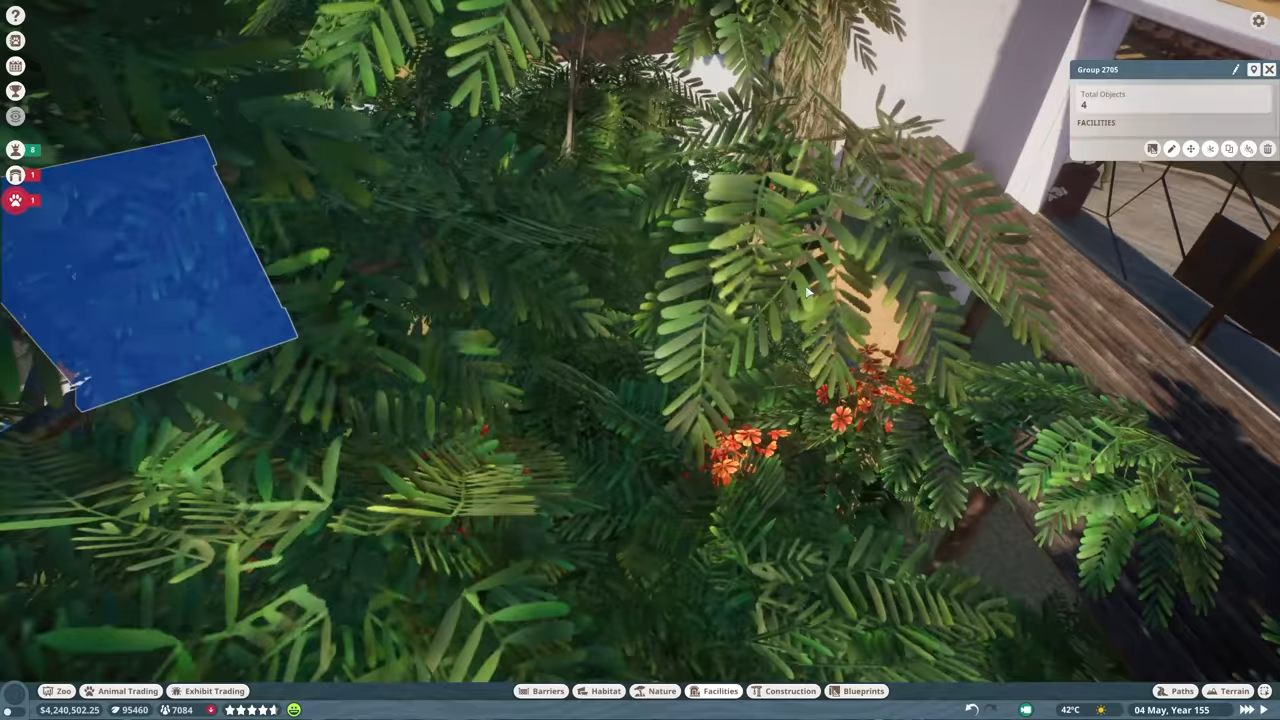 ?
8
1
1
Group 2705
Total Objects
4
FACILITIES
Zoo Animal Trading Exhibit Trading Barriers Habitat Nature Facilities Construction Blueprints Paths Terrain
$4,240,502.25 95460 7084 42°C 04 May, Year 155